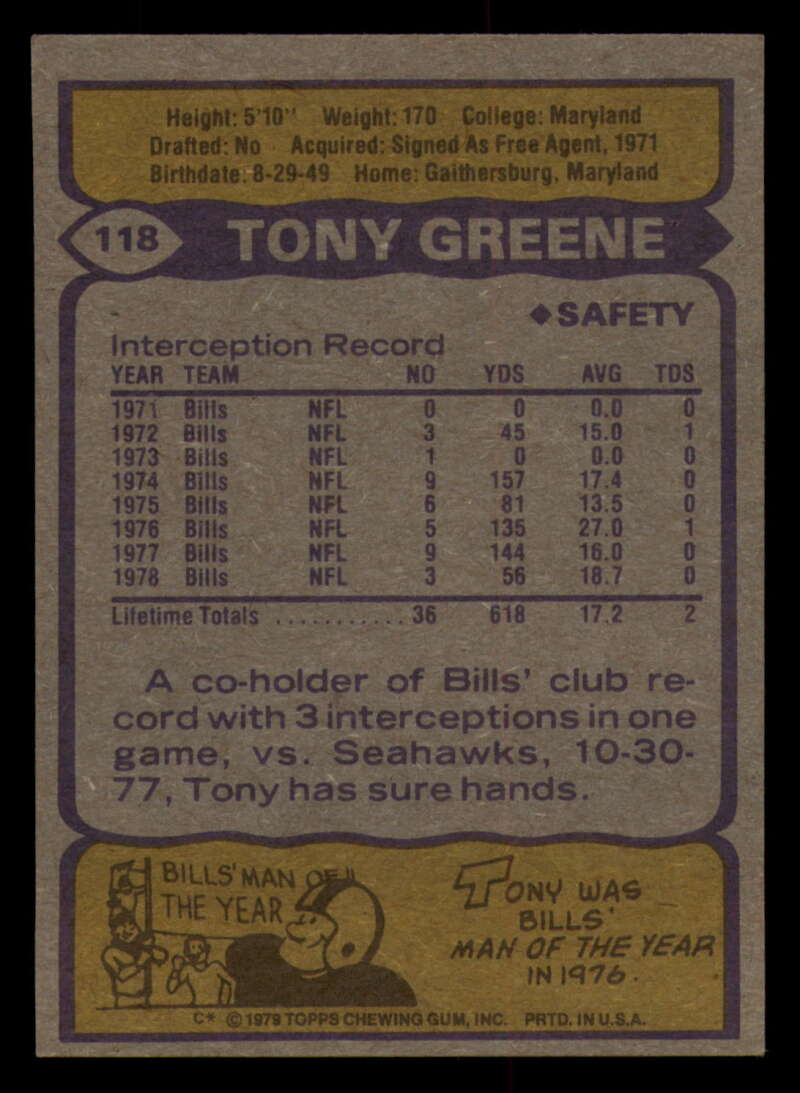 Height: 5'10" Weight: 170 College: Maryland
Drafted: No Acquired: Signed As Free Agent, 1971
Birthdate: 8-29-49 Home: Gaithersburg, Maryland
118 TONY GREENE
◆SAFETY
Interception Record
YEAR TEAM NO YDS AVG TDS
1971 Bills NFL 0 0 0.0 0
1972 Bills NFL 3 45 15.0 1
1973 Bills NFL 1 0 0.0 0
1974 Bills NFL 9 157 17.4 0
1975 Bills NFL 6 81 13.5 0
1976 Bills NFL 5 135 27.0 1
1977 Bills NFL 9 144 16.0 0
1978 Bills NFL 3 56 18.7 0
Lifetime Totals ........... 36 618 17.2 2
A co-holder of Bills' club re-
cord with 3 interceptions in one
game, vs. Seahawks, 10-30-
77, Tony has sure hands.
BILLS' MAN OF
THE YEAR
TONY WAS
BILLS'
MAN OF THE YEAR
IN 1976.
C* © 1979 TOPPS CHEWING GUM, INC. PRTD. IN U.S.A.